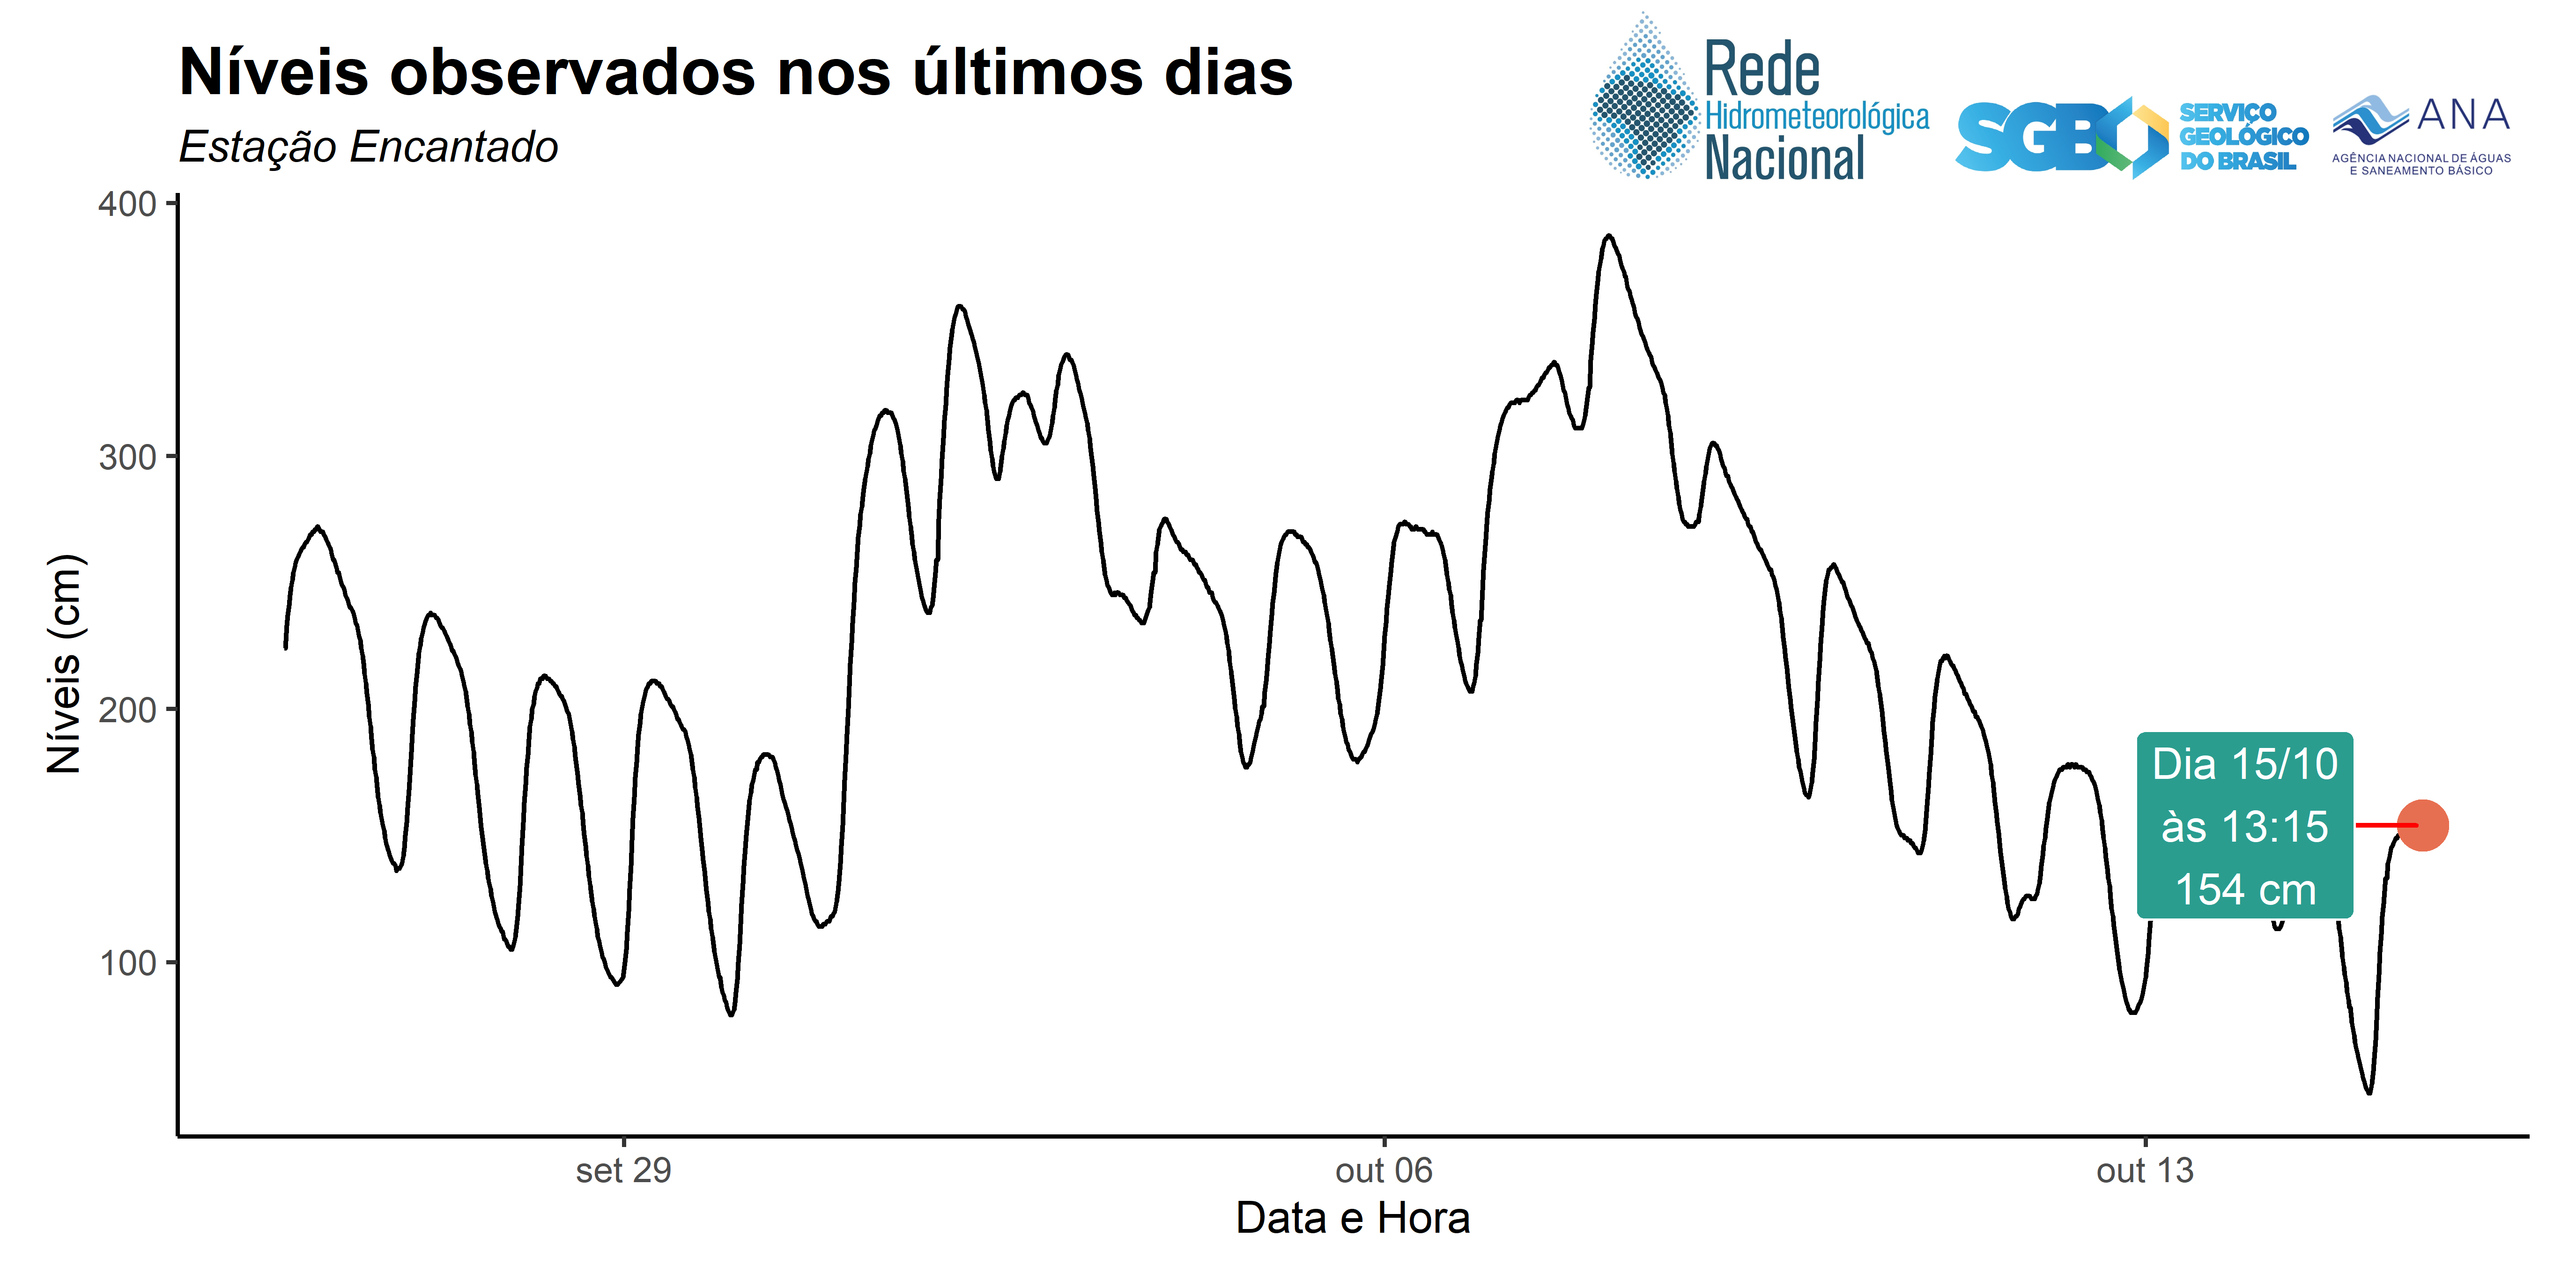 Níveis observados nos últimos dias
Estação Encantado
Rede
Hidrometeorológica
Nacional
SGB
SERVIÇO
GEOLÓGICO
DO BRASIL
ANA
AGÊNCIA NACIONAL DE ÁGUAS
E SANEAMENTO BÁSICO
400
300
200
100
Níveis (cm)
Dia 15/10
às 13:15
154 cm
set 29
out 06
out 13
Data e Hora